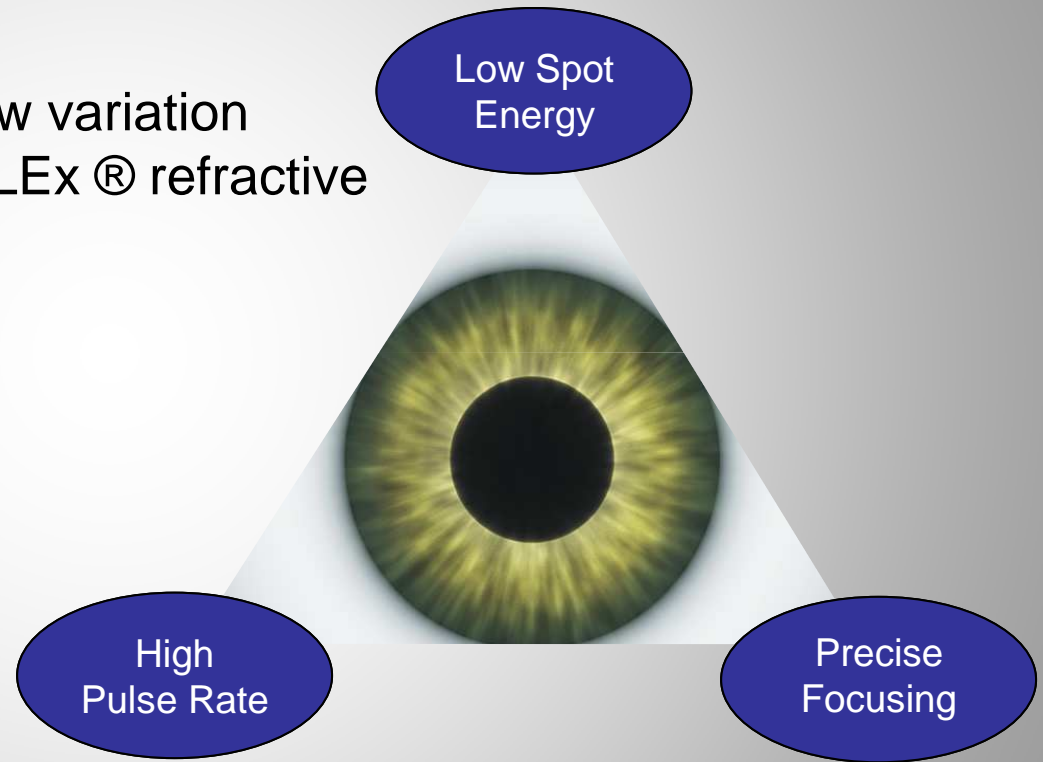 Low Spot
Energy
w variation
LEx ® refractive
High
Pulse Rate
Precise
Focusing